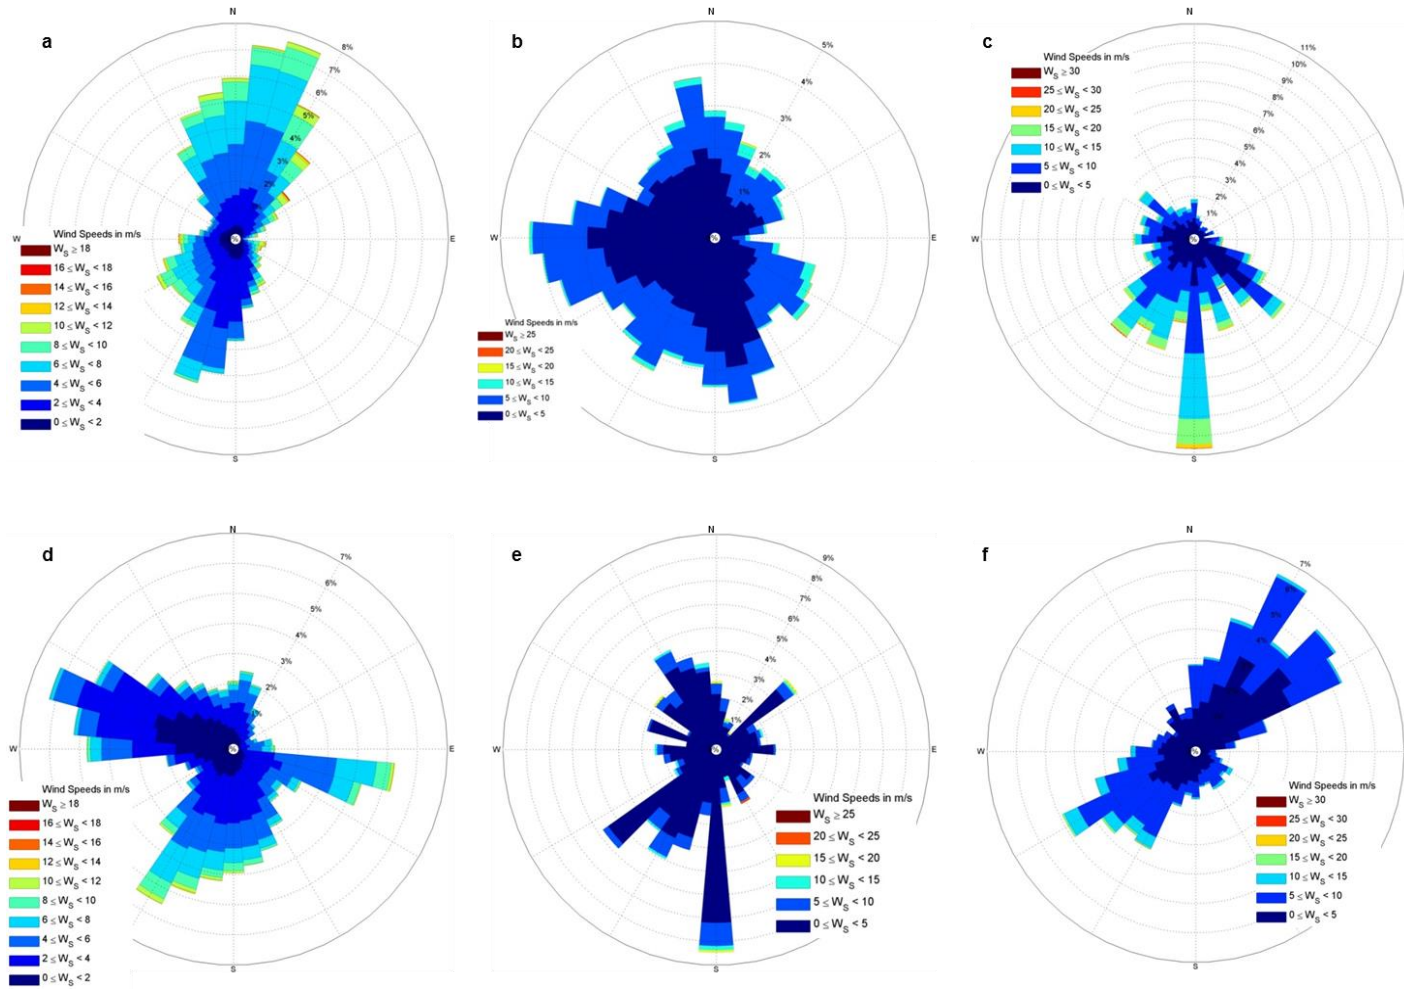 a
N
8%
7%
6%
5%
4%
3%
2%
%
W
E
S
Wind Speeds in m/s
W_S ≥ 18
16 ≤ W_S < 18
14 ≤ W_S < 16
12 ≤ W_S < 14
10 ≤ W_S < 12
8 ≤ W_S < 10
6 ≤ W_S < 8
4 ≤ W_S < 6
2 ≤ W_S < 4
0 ≤ W_S < 2
b
N
5%
4%
3%
2%
1%
%
W
E
S
Wind Speeds in m/s
W_S ≥ 25
20 ≤ W_S < 25
15 ≤ W_S < 20
10 ≤ W_S < 15
5 ≤ W_S < 10
0 ≤ W_S < 5
c
N
11%
10%
9%
8%
7%
6%
5%
4%
3%
2%
1%
%
W
E
S
Wind Speeds in m/s
W_S ≥ 30
25 ≤ W_S < 30
20 ≤ W_S < 25
15 ≤ W_S < 20
10 ≤ W_S < 15
5 ≤ W_S < 10
0 ≤ W_S < 5
d
N
7%
6%
5%
4%
3%
2%
1%
%
W
E
S
Wind Speeds in m/s
W_S ≥ 18
16 ≤ W_S < 18
14 ≤ W_S < 16
12 ≤ W_S < 14
10 ≤ W_S < 12
8 ≤ W_S < 10
6 ≤ W_S < 8
4 ≤ W_S < 6
2 ≤ W_S < 4
0 ≤ W_S < 2
e
N
9%
8%
7%
6%
5%
4%
3%
2%
1%
%
W
E
S
Wind Speeds in m/s
W_S ≥ 25
20 ≤ W_S < 25
15 ≤ W_S < 20
10 ≤ W_S < 15
5 ≤ W_S < 10
0 ≤ W_S < 5
f
N
7%
6%
5%
4%
%
W
E
S
Wind Speeds in m/s
W_S ≥ 30
25 ≤ W_S < 30
20 ≤ W_S < 25
15 ≤ W_S < 20
10 ≤ W_S < 15
5 ≤ W_S < 10
0 ≤ W_S < 5